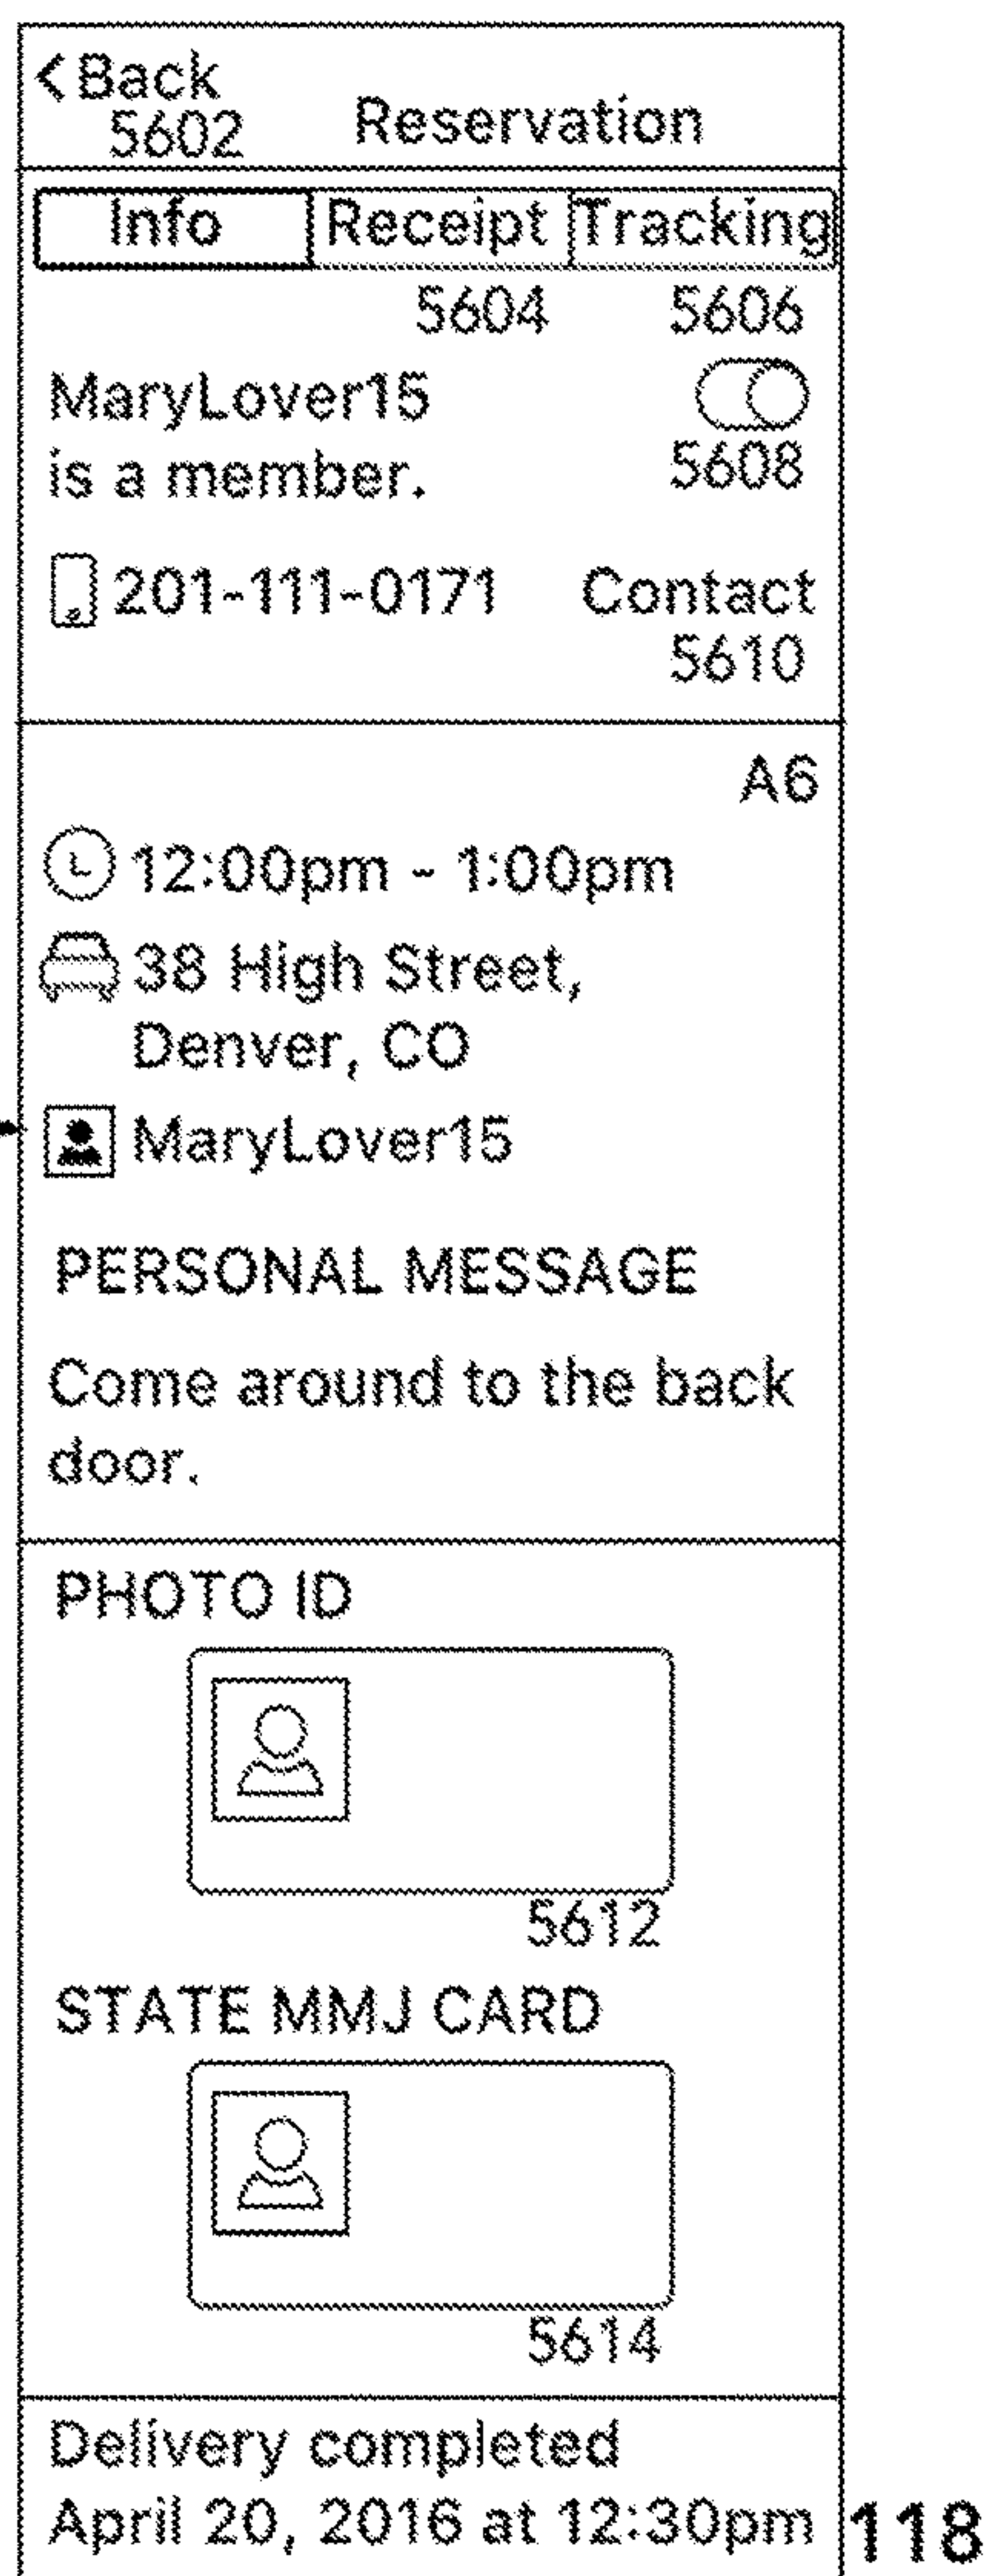 < Back
5602
Reservation
Info Receipt Tracking
5604 5606
MaryLover15
is a member.
5608
201-111-0171 Contact
5610
A6
12:00pm - 1:00pm
38 High Street,
Denver, CO
MaryLover15
PERSONAL MESSAGE
Come around to the back
door.
PHOTO ID
5612
STATE MMJ CARD
5614
Delivery completed
April 20, 2016 at 12:30pm
118